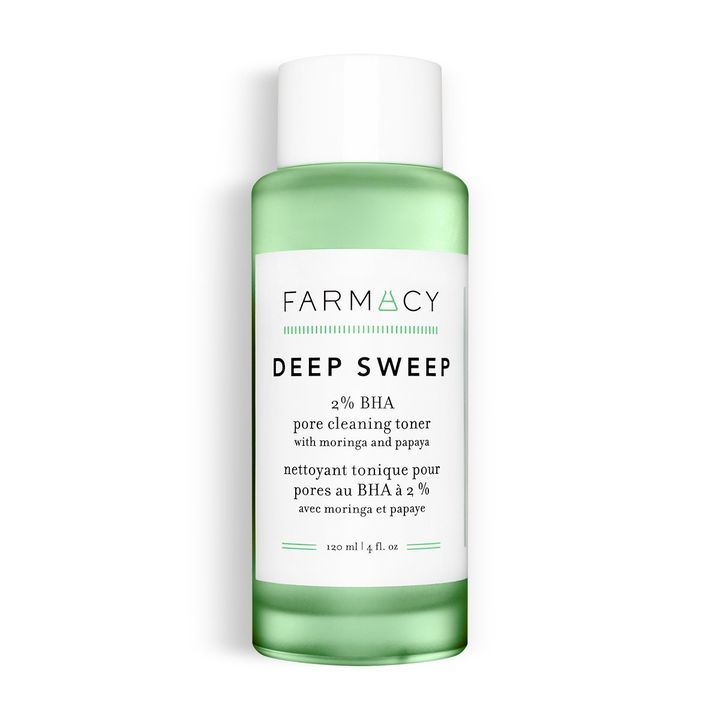 FARMACY
DEEP SWEEP
2% BHA
pore cleaning toner
with moringa and papaya
nettoyant tonique pour
pores au BHA à 2 %
avec moringa et papaye
120 ml | 4 fl. oz